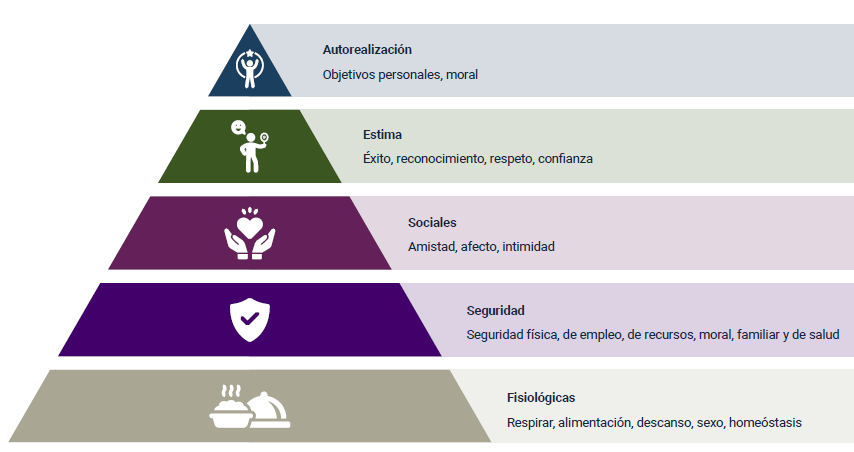 Autorealización
Objetivos personales, moral
Estima
Éxito, reconocimiento, respeto, confianza
Sociales
Amistad, afecto, intimidad
Seguridad
Seguridad física, de empleo, de recursos, moral, familiar y de salud
Fisiológicas
Respirar, alimentación, descanso, sexo, homeóstasis